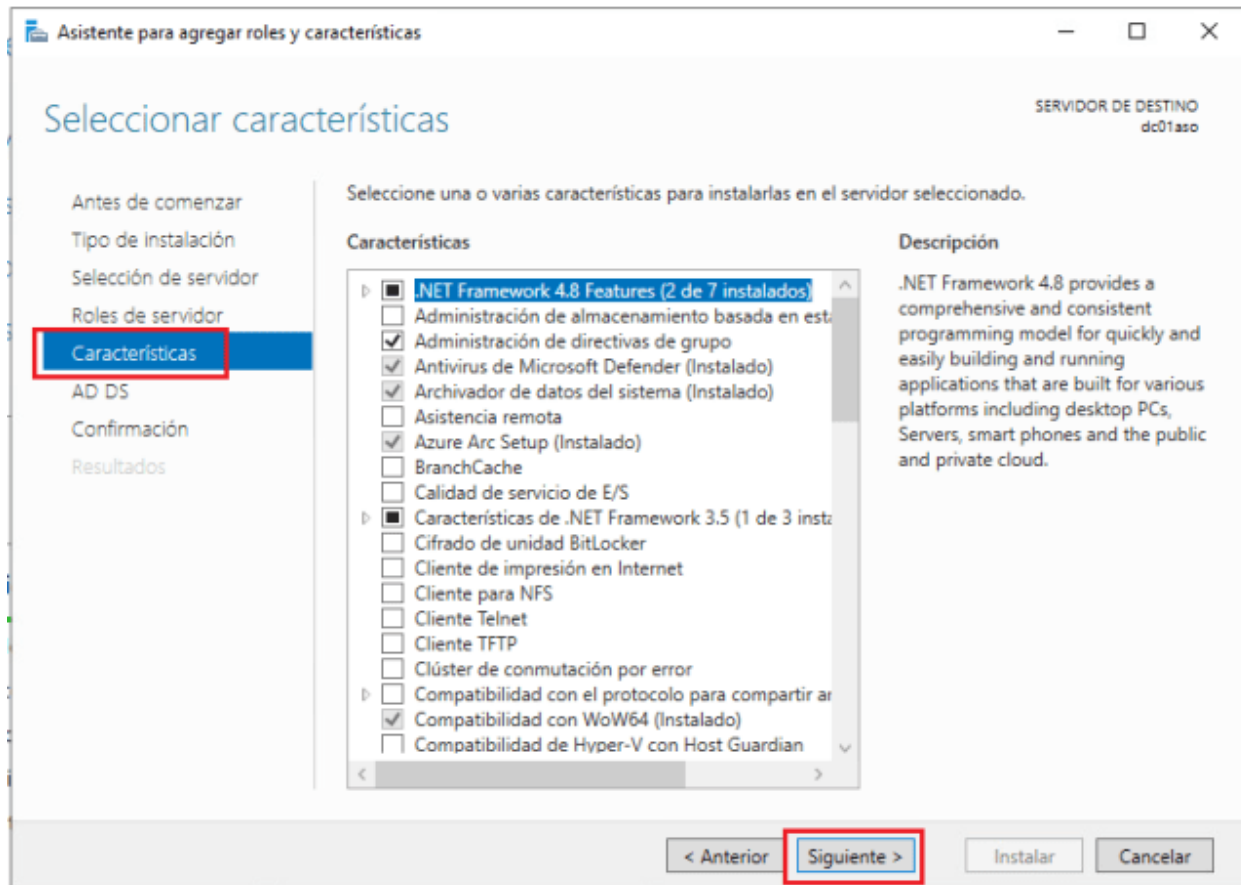 Asistente para agregar roles y características
Seleccionar características
SERVIDOR DE DESTINO
dc01aso
Antes de comenzar
Tipo de instalación
Selección de servidor
Roles de servidor
Características
AD DS
Confirmación
Resultados
Seleccione una o varias características para instalarlas en el servidor seleccionado.
Características
.NET Framework 4.8 Features (2 de 7 instalados)
Administración de almacenamiento basada en está
Administración de directivas de grupo
Antivirus de Microsoft Defender (Instalado)
Archivador de datos del sistema (Instalado)
Asistencia remota
Azure Arc Setup (Instalado)
BranchCache
Calidad de servicio de E/S
Características de .NET Framework 3.5 (1 de 3 insta
Cifrado de unidad BitLocker
Cliente de impresión en Internet
Cliente para NFS
Cliente Telnet
Cliente TFTP
Clúster de conmutación por error
Compatibilidad con el protocolo para compartir ar
Compatibilidad con WoW64 (Instalado)
Compatibilidad de Hyper-V con Host Guardian
Descripción
.NET Framework 4.8 provides a
comprehensive and consistent
programming model for quickly and
easily building and running
applications that are built for various
platforms including desktop PCs,
Servers, smart phones and the public
and private cloud.
< Anterior
Siguiente >
Instalar
Cancelar